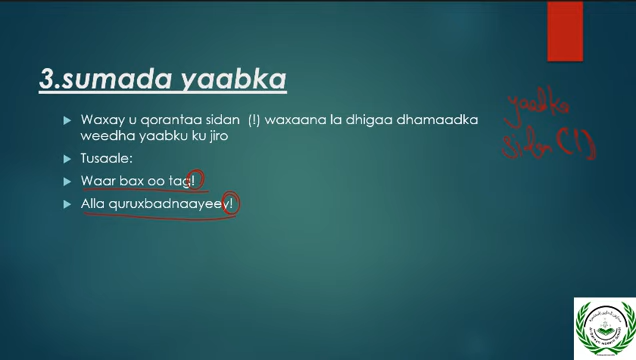 3.sumada yaabka
Waxay u qorantaa sidan (!) waxaana la dhigaa dhamaadka
weedha yaabku ku jiro
Tusaale:
Waar bax oo tag!
Alla quruxbadnaayeey!
yaabka
sidan (!)